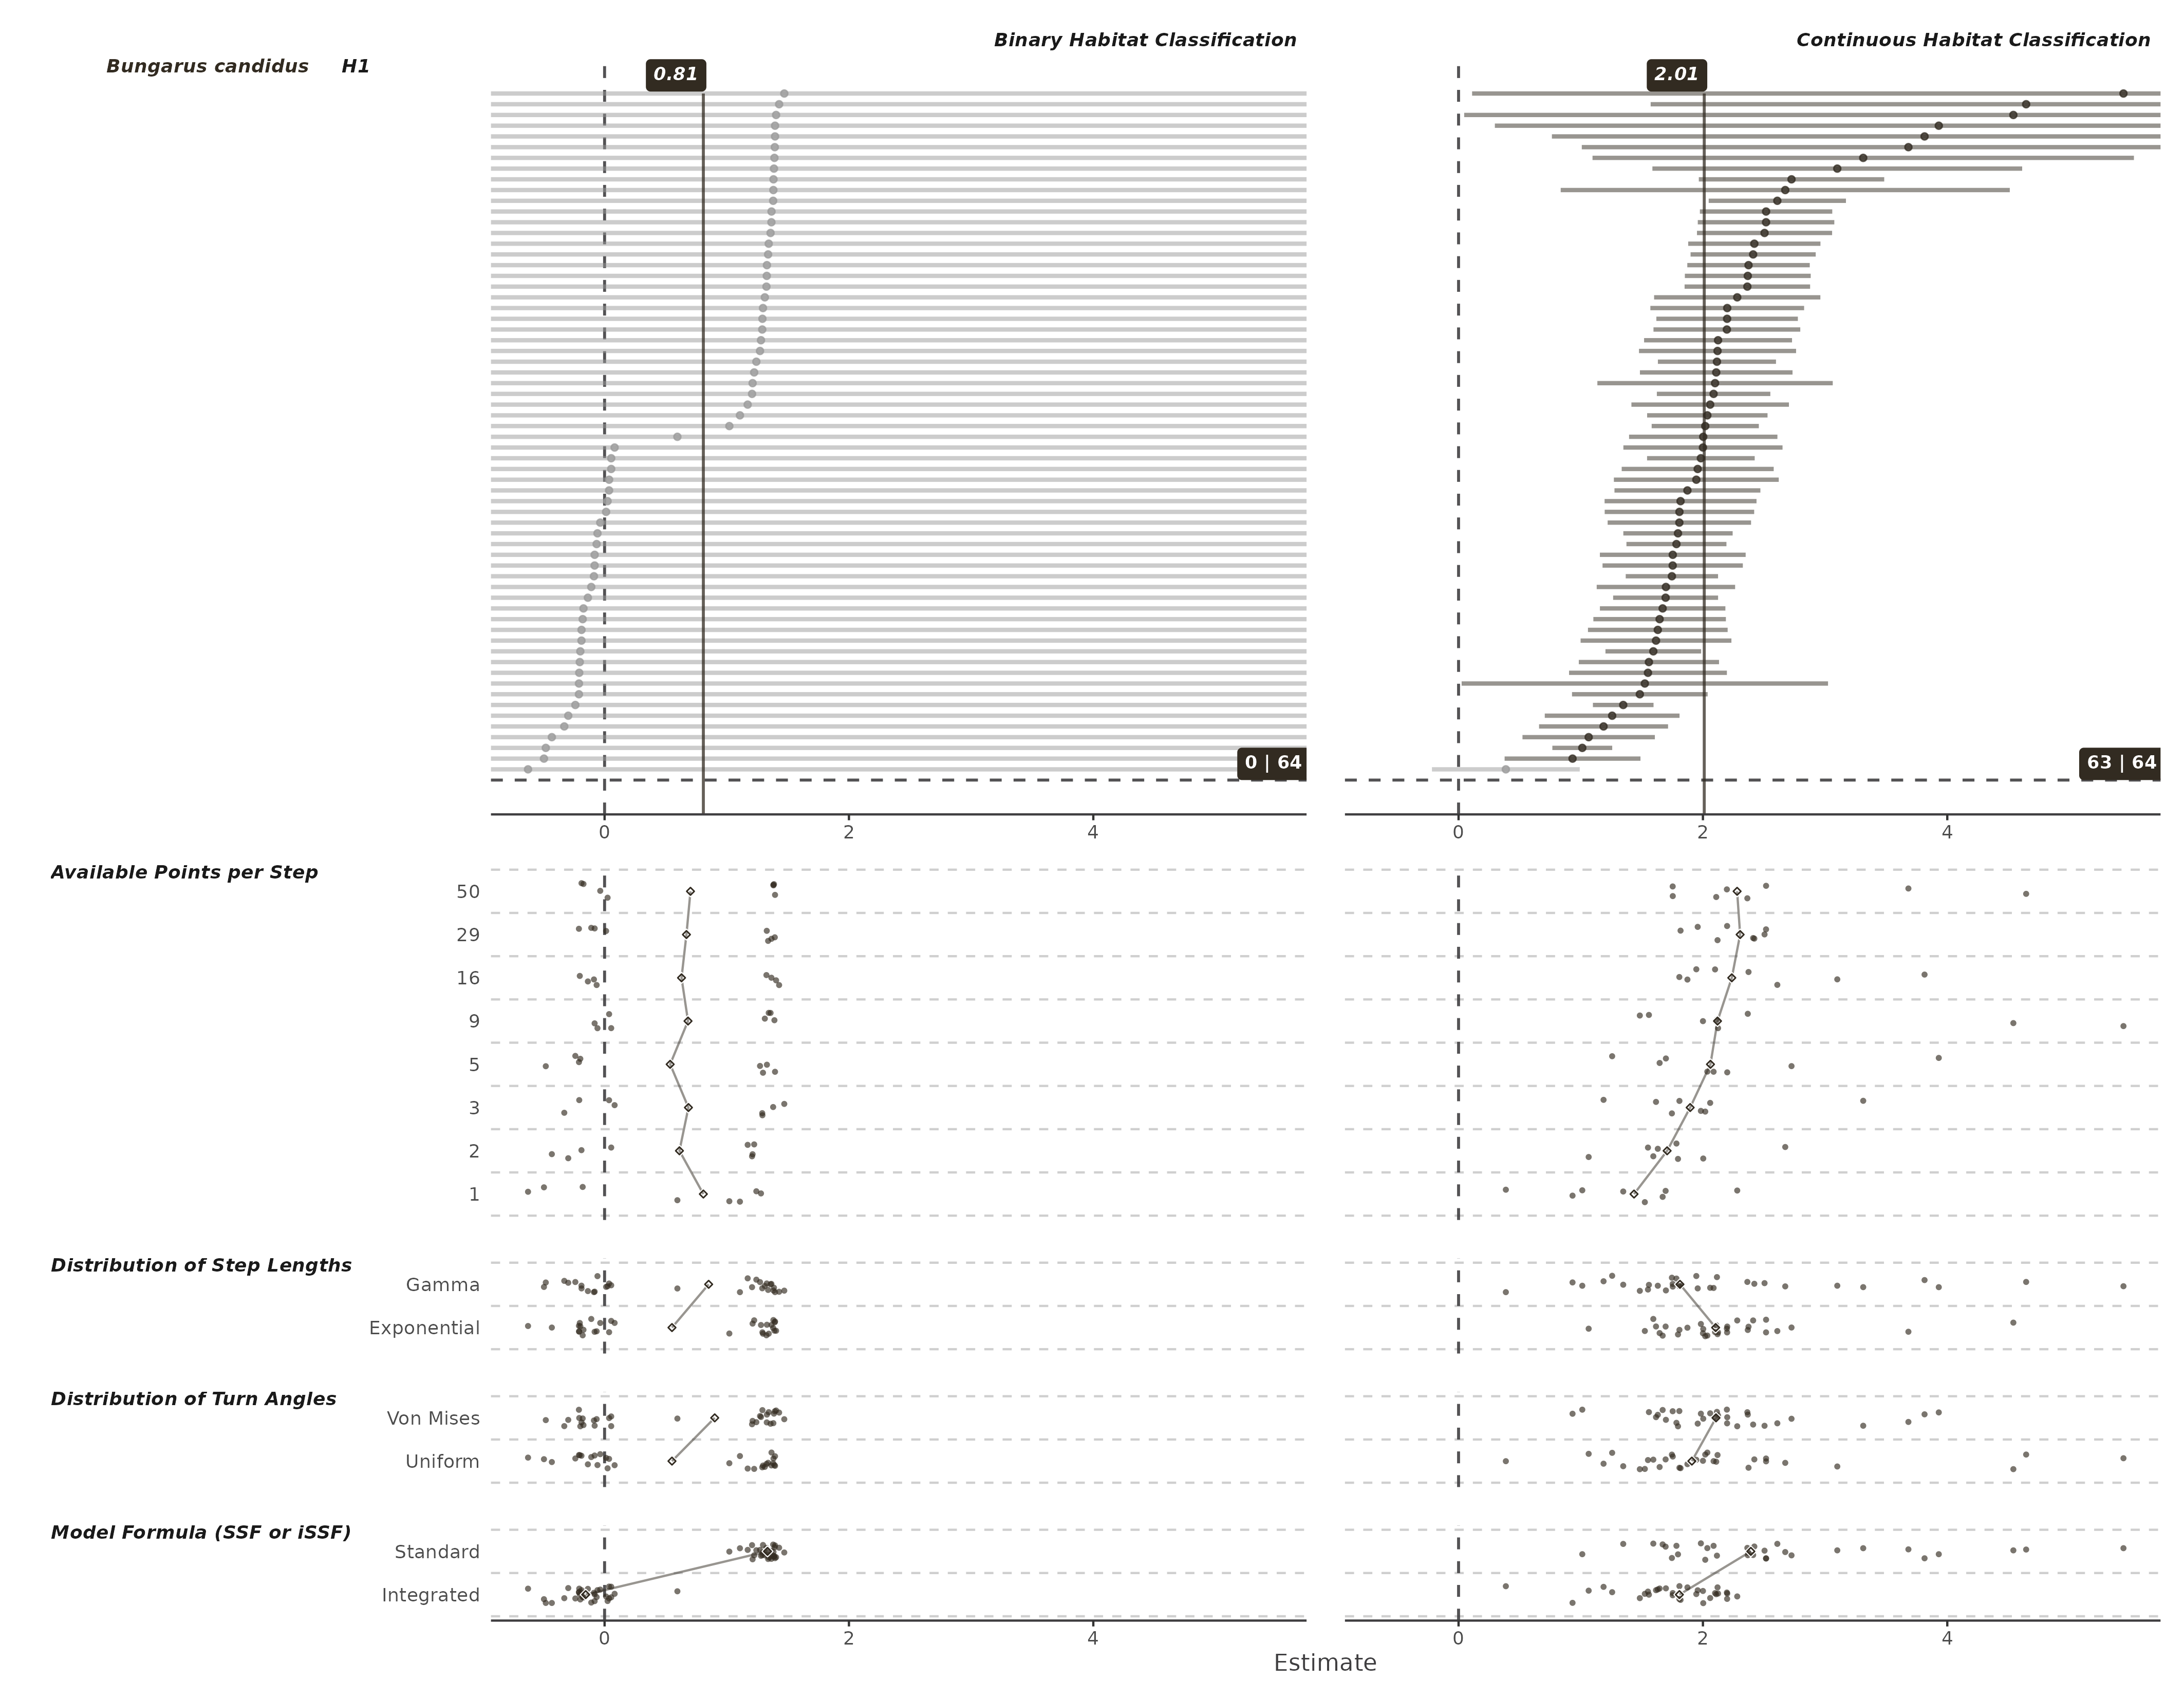 Binary Habitat Classification
Continuous Habitat Classification
Bungarus candidus H1
0.81
2.01
0 | 64
63 | 64
0 2 4
0 2 4
Available Points per Step
50
29
16
9
5
3
2
1
Distribution of Step Lengths
Gamma
Exponential
Distribution of Turn Angles
Von Mises
Uniform
Model Formula (SSF or iSSF)
Standard
Integrated
0 2 4
0 2 4
Estimate